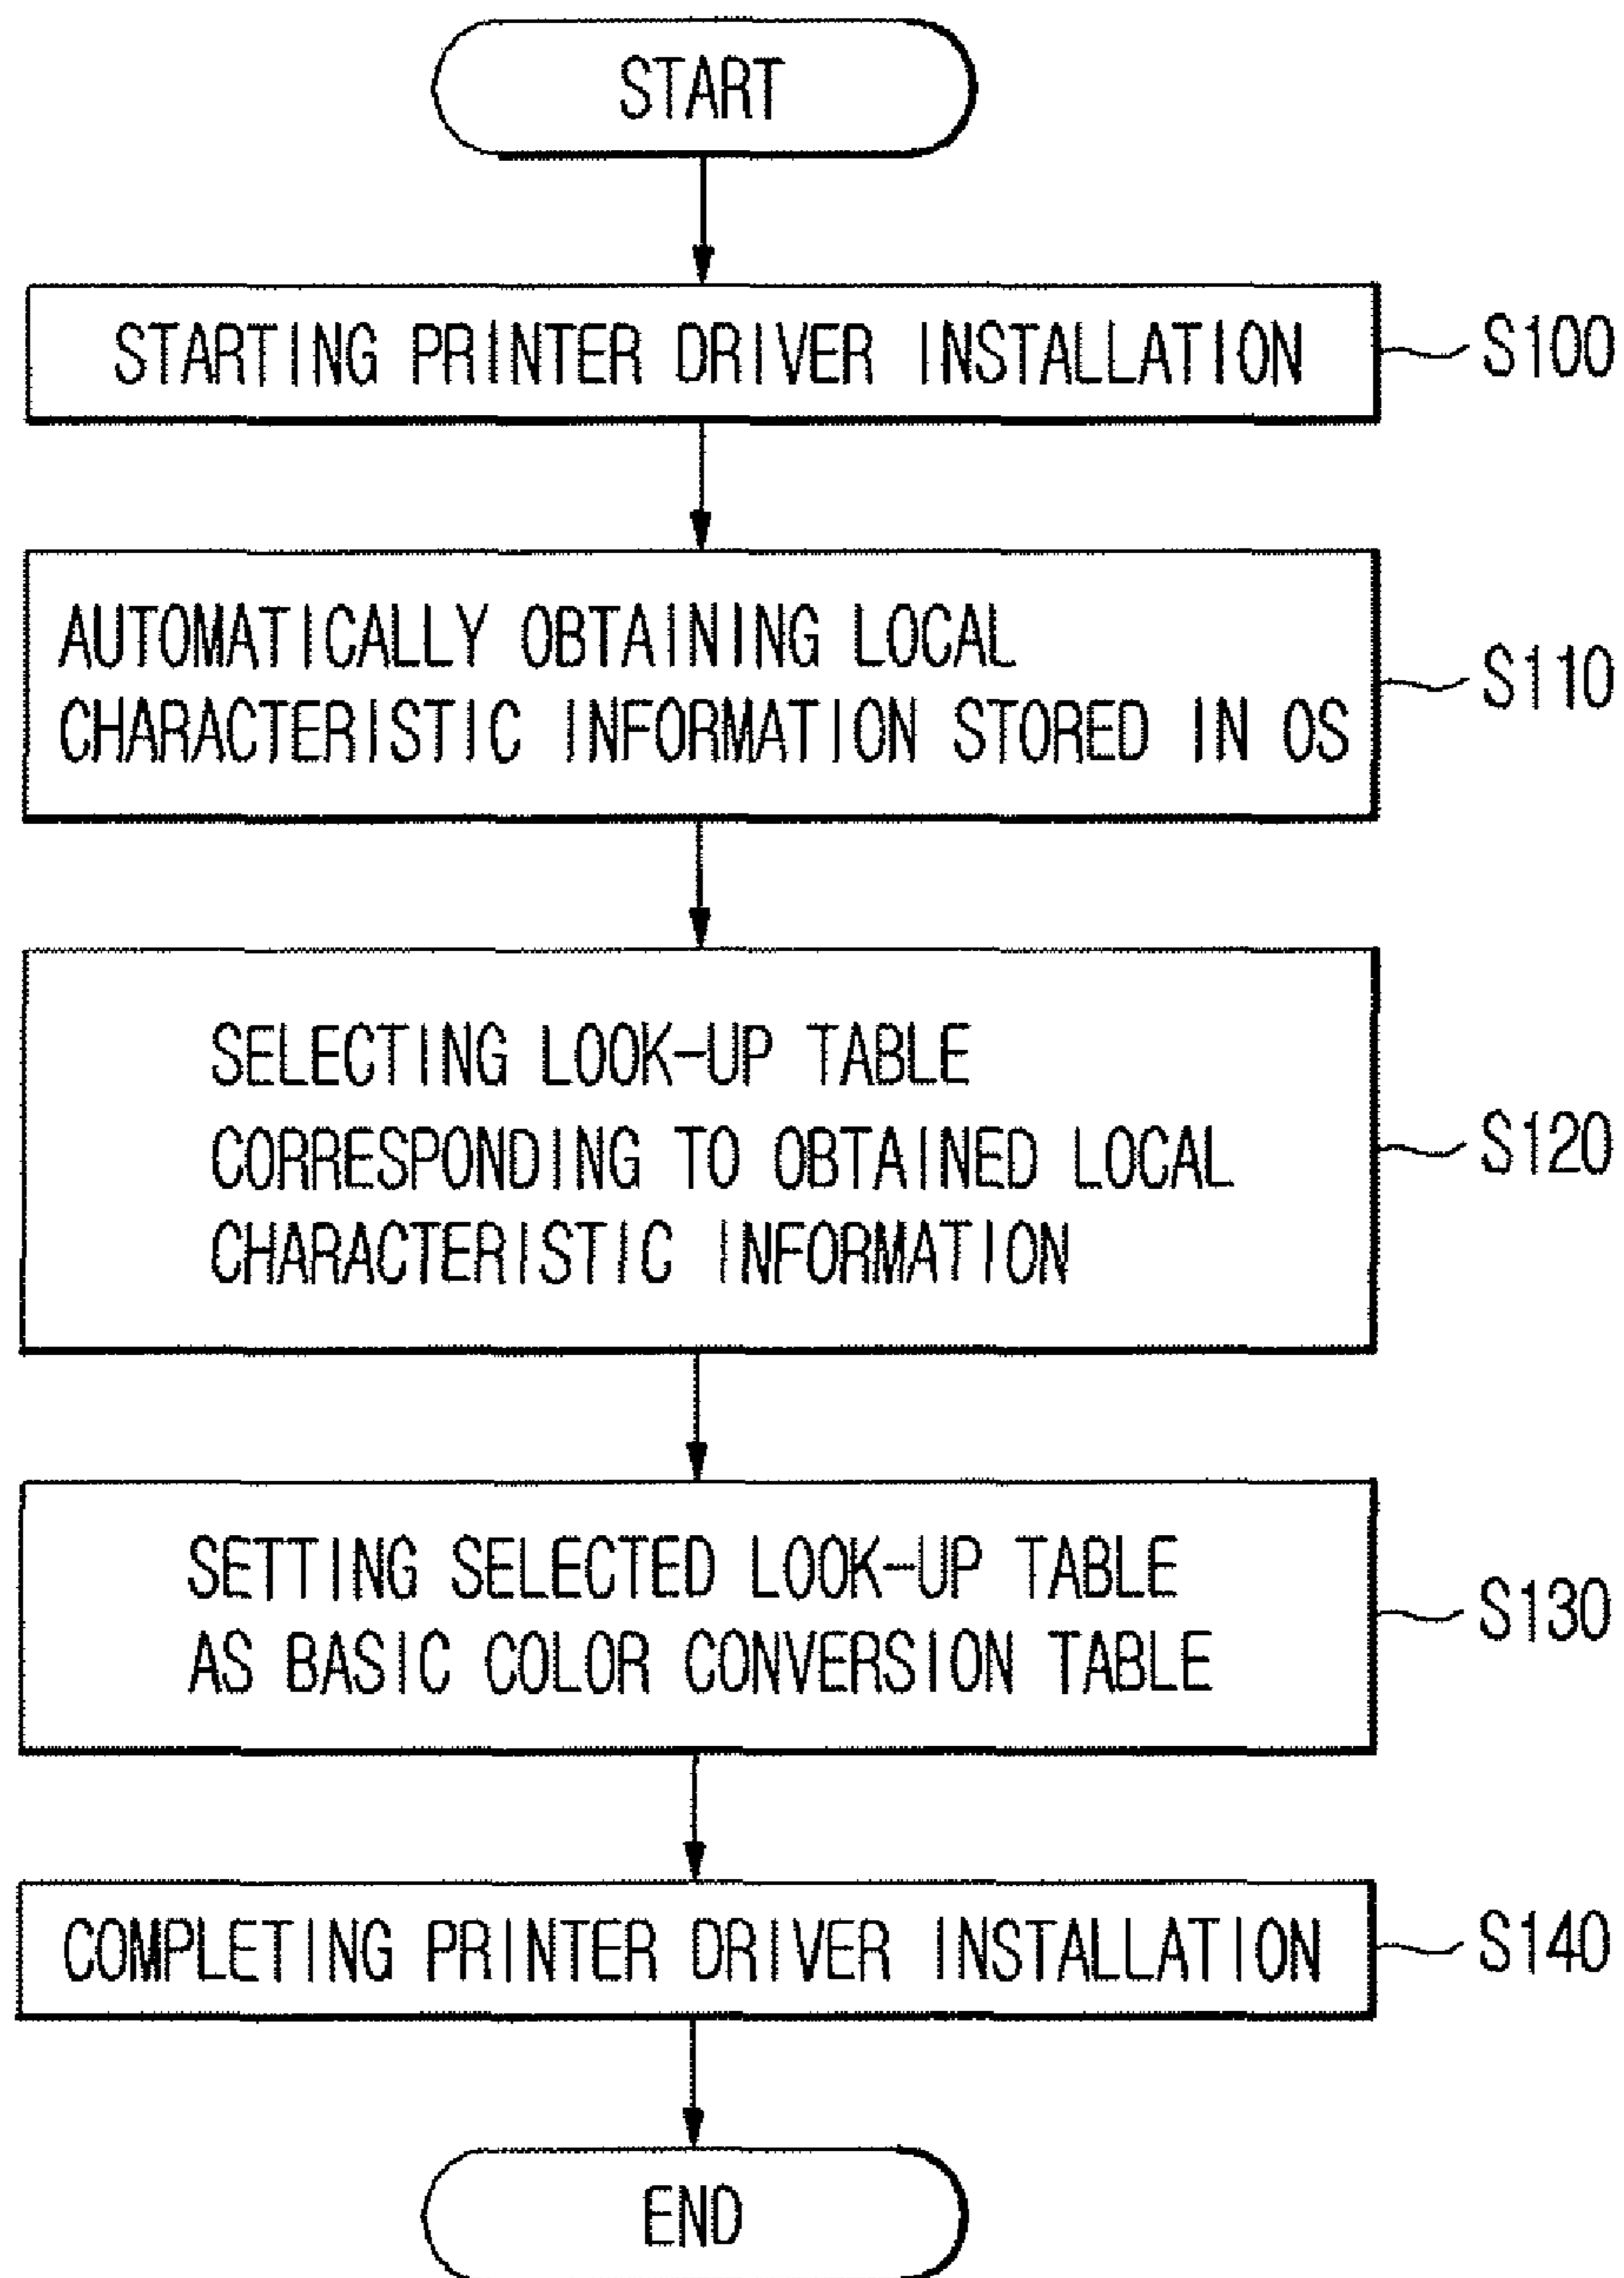 START
STARTING PRINTER DRIVER INSTALLATION
S100
AUTOMATICALLY OBTAINING LOCAL
CHARACTERISTIC INFORMATION STORED IN OS
S110
SELECTING LOOK-UP TABLE
CORRESPONDING TO OBTAINED LOCAL
CHARACTERISTIC INFORMATION
S120
SETTING SELECTED LOOK-UP TABLE
AS BASIC COLOR CONVERSION TABLE
S130
COMPLETING PRINTER DRIVER INSTALLATION
S140
END